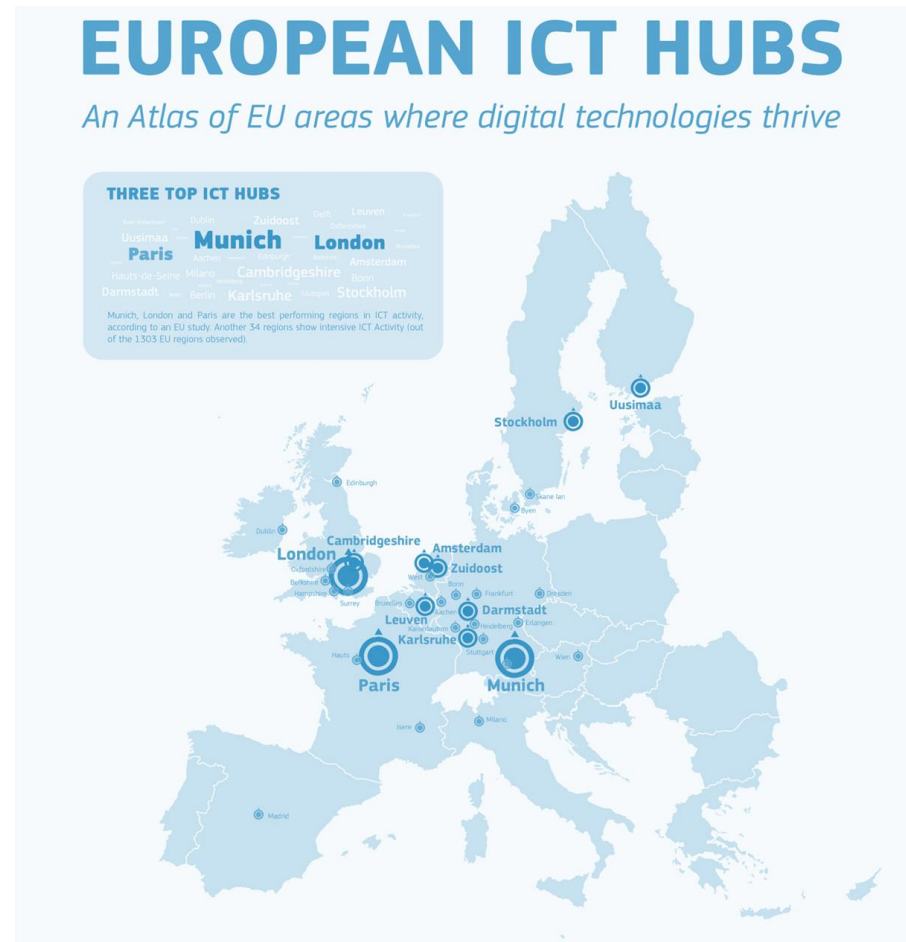 EUROPEAN ICT HUBS
An Atlas of EU areas where digital technologies thrive
THREE TOP ICT HUBS
Dublin Zuidoost Delft Leuven
Uusimaa Munich London
Paris Aachen Edinburgh Amsterdam
Hauts-de-Seine Milano Cambridgeshire Bonn
Darmstadt Berlin Karlsruhe Stuttgart Stockholm
Munich, London and Paris are the best performing regions in ICT activity,
according to an EU study. Another 34 regions show intensive ICT Activity (out
of the 1303 EU regions observed).
Uusimaa
Stockholm
Edinburgh
Skane lan
Byen
Dublin
Cambridgeshire
Amsterdam
London
Oxfordshire
Zuidoost
West
Berkshire
Bonn
Hampshire
Frankfurt
Dresden
Surrey
Bruxelles
Aachen
Darmstadt
Leuven
Heidelberg
Erlangen
Karlsruhe
Stuttgart
Hauts
Wien
Paris
Munich
Milano
Isere
Madrid